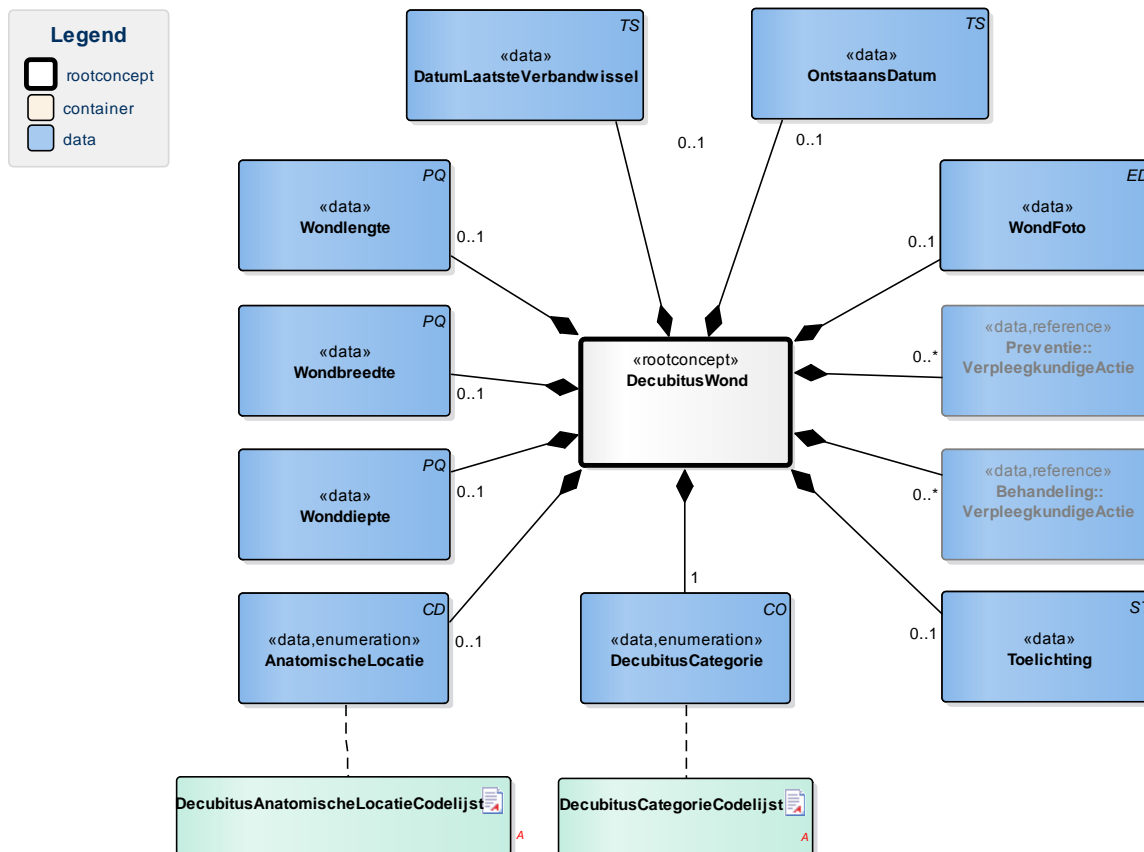 Legend
rootconcept
container
data
TS
«data»
DatumLaatsteVerbandwissel
TS
«data»
OntstaansDatum
0..1
0..1
PQ
«data»
Wondlengte
0..1
ED
«data»
WondFoto
0..1
PQ
«data»
Wondbreedte
0..1
«rootconcept»
DecubitusWond
«data,reference»
Preventie::
VerpleegkundigeActie
0..*
PQ
«data»
Wonddiepte
0..1
«data,reference»
Behandeling::
VerpleegkundigeActie
0..*
CD
«data,enumeration»
AnatomischeLocatie
0..1
1
CO
«data,enumeration»
DecubitusCategorie
ST
«data»
Toelichting
0..1
DecubitusAnatomischeLocatieCodelijst
A
DecubitusCategorieCodelijst
A